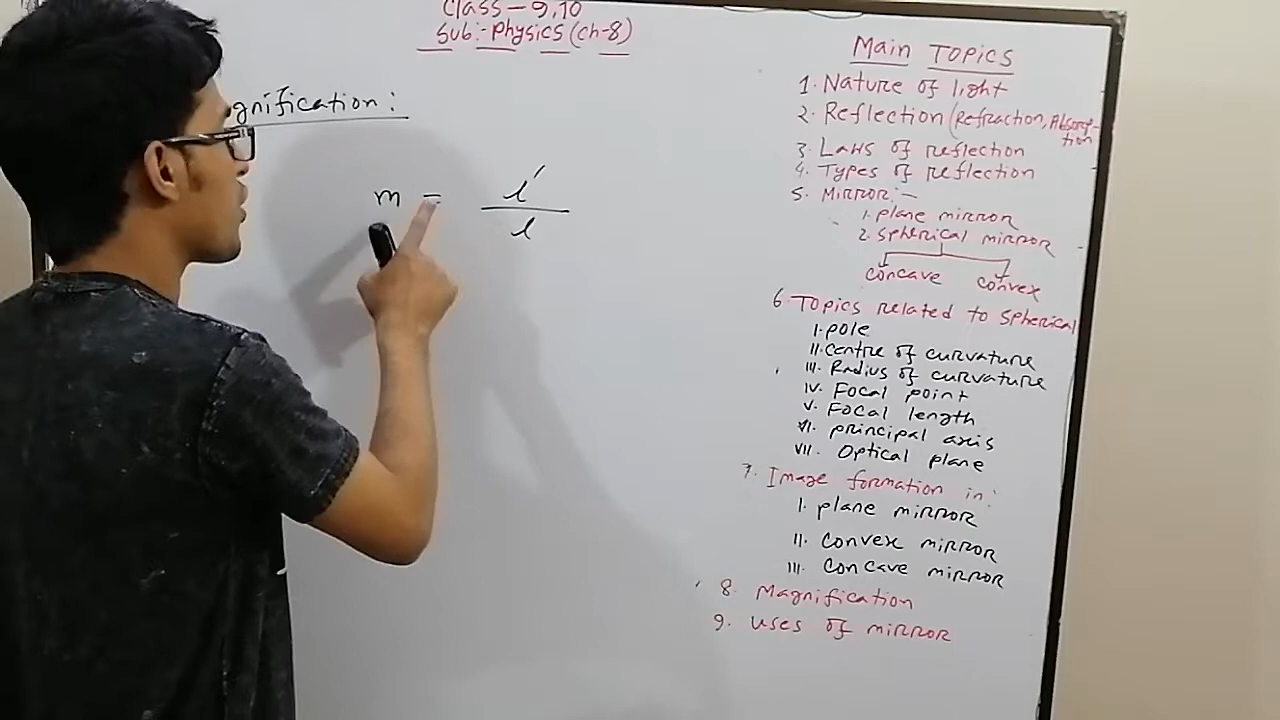 Class - 9,10
Sub:- Physics (ch-8)
gnification:
m = l′
l
Main Topics
1. Nature of light
2. Reflection (Refraction, Absorp-
tion
3. Laws of reflection
4. Types of reflection
5. Mirror:-
1. plane mirror
2. spherical mirror
concave convex
6. Topics related to spherical
I. pole
II. Centre of curvature
III. Radius of curvature
IV. Focal point
V. Focal length
VI. principal axis
VII. Optical plane
7. Image formation in:
I. plane mirror
II. convex mirror
III. concave mirror
8. Magnification
9. Uses of mirror